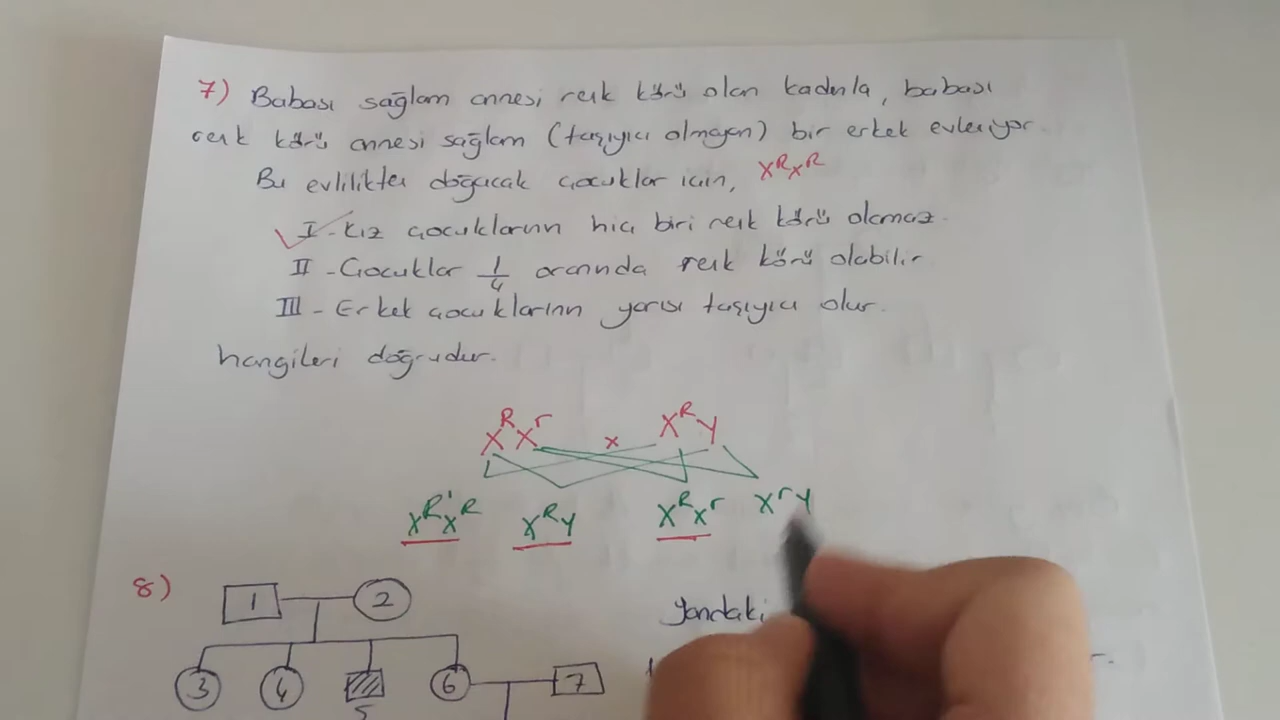 7) Babası sağlam annesi renk körü olan kadınla, babası
renk körü annesi sağlam (taşıyıcı olmayan) bir erkek evleniyor.
Bu evlilikten doğacak çocuklar için, XᴿXᴿ
I - Kız çocuklarının hiç biri renk körü olamaz.
II - Çocuklar 1/4 oranında renk körü olabilir
III - Erkek çocuklarının yarısı taşıyıcı olur.
hangileri doğrudur.
XᴿXʳ x XᴿY
XᴿXᴿ XᴿY XᴿXʳ XʳY
8) 1 2 Yandaki
3 4 5 6 7